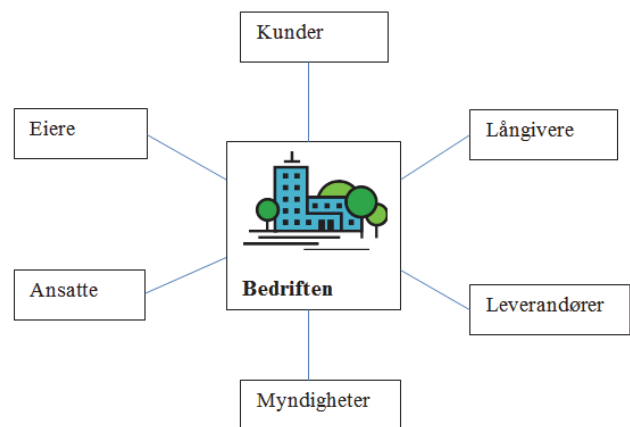 Kunder
Eiere
Långivere
Bedriften
Ansatte
Leverandører
Myndigheter